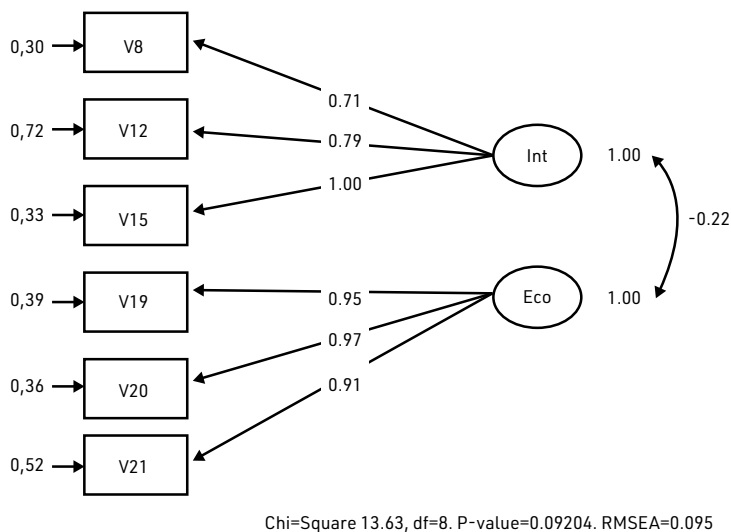 0,30
V8
0.71
0,72
V12
0.79
Int
1.00
1.00
0,33
V15
-0.22
0,39
V19
0.95
Eco
1.00
0.97
0,36
V20
0.91
0,52
V21
Chi=Square 13.63, df=8. P-value=0.09204. RMSEA=0.095